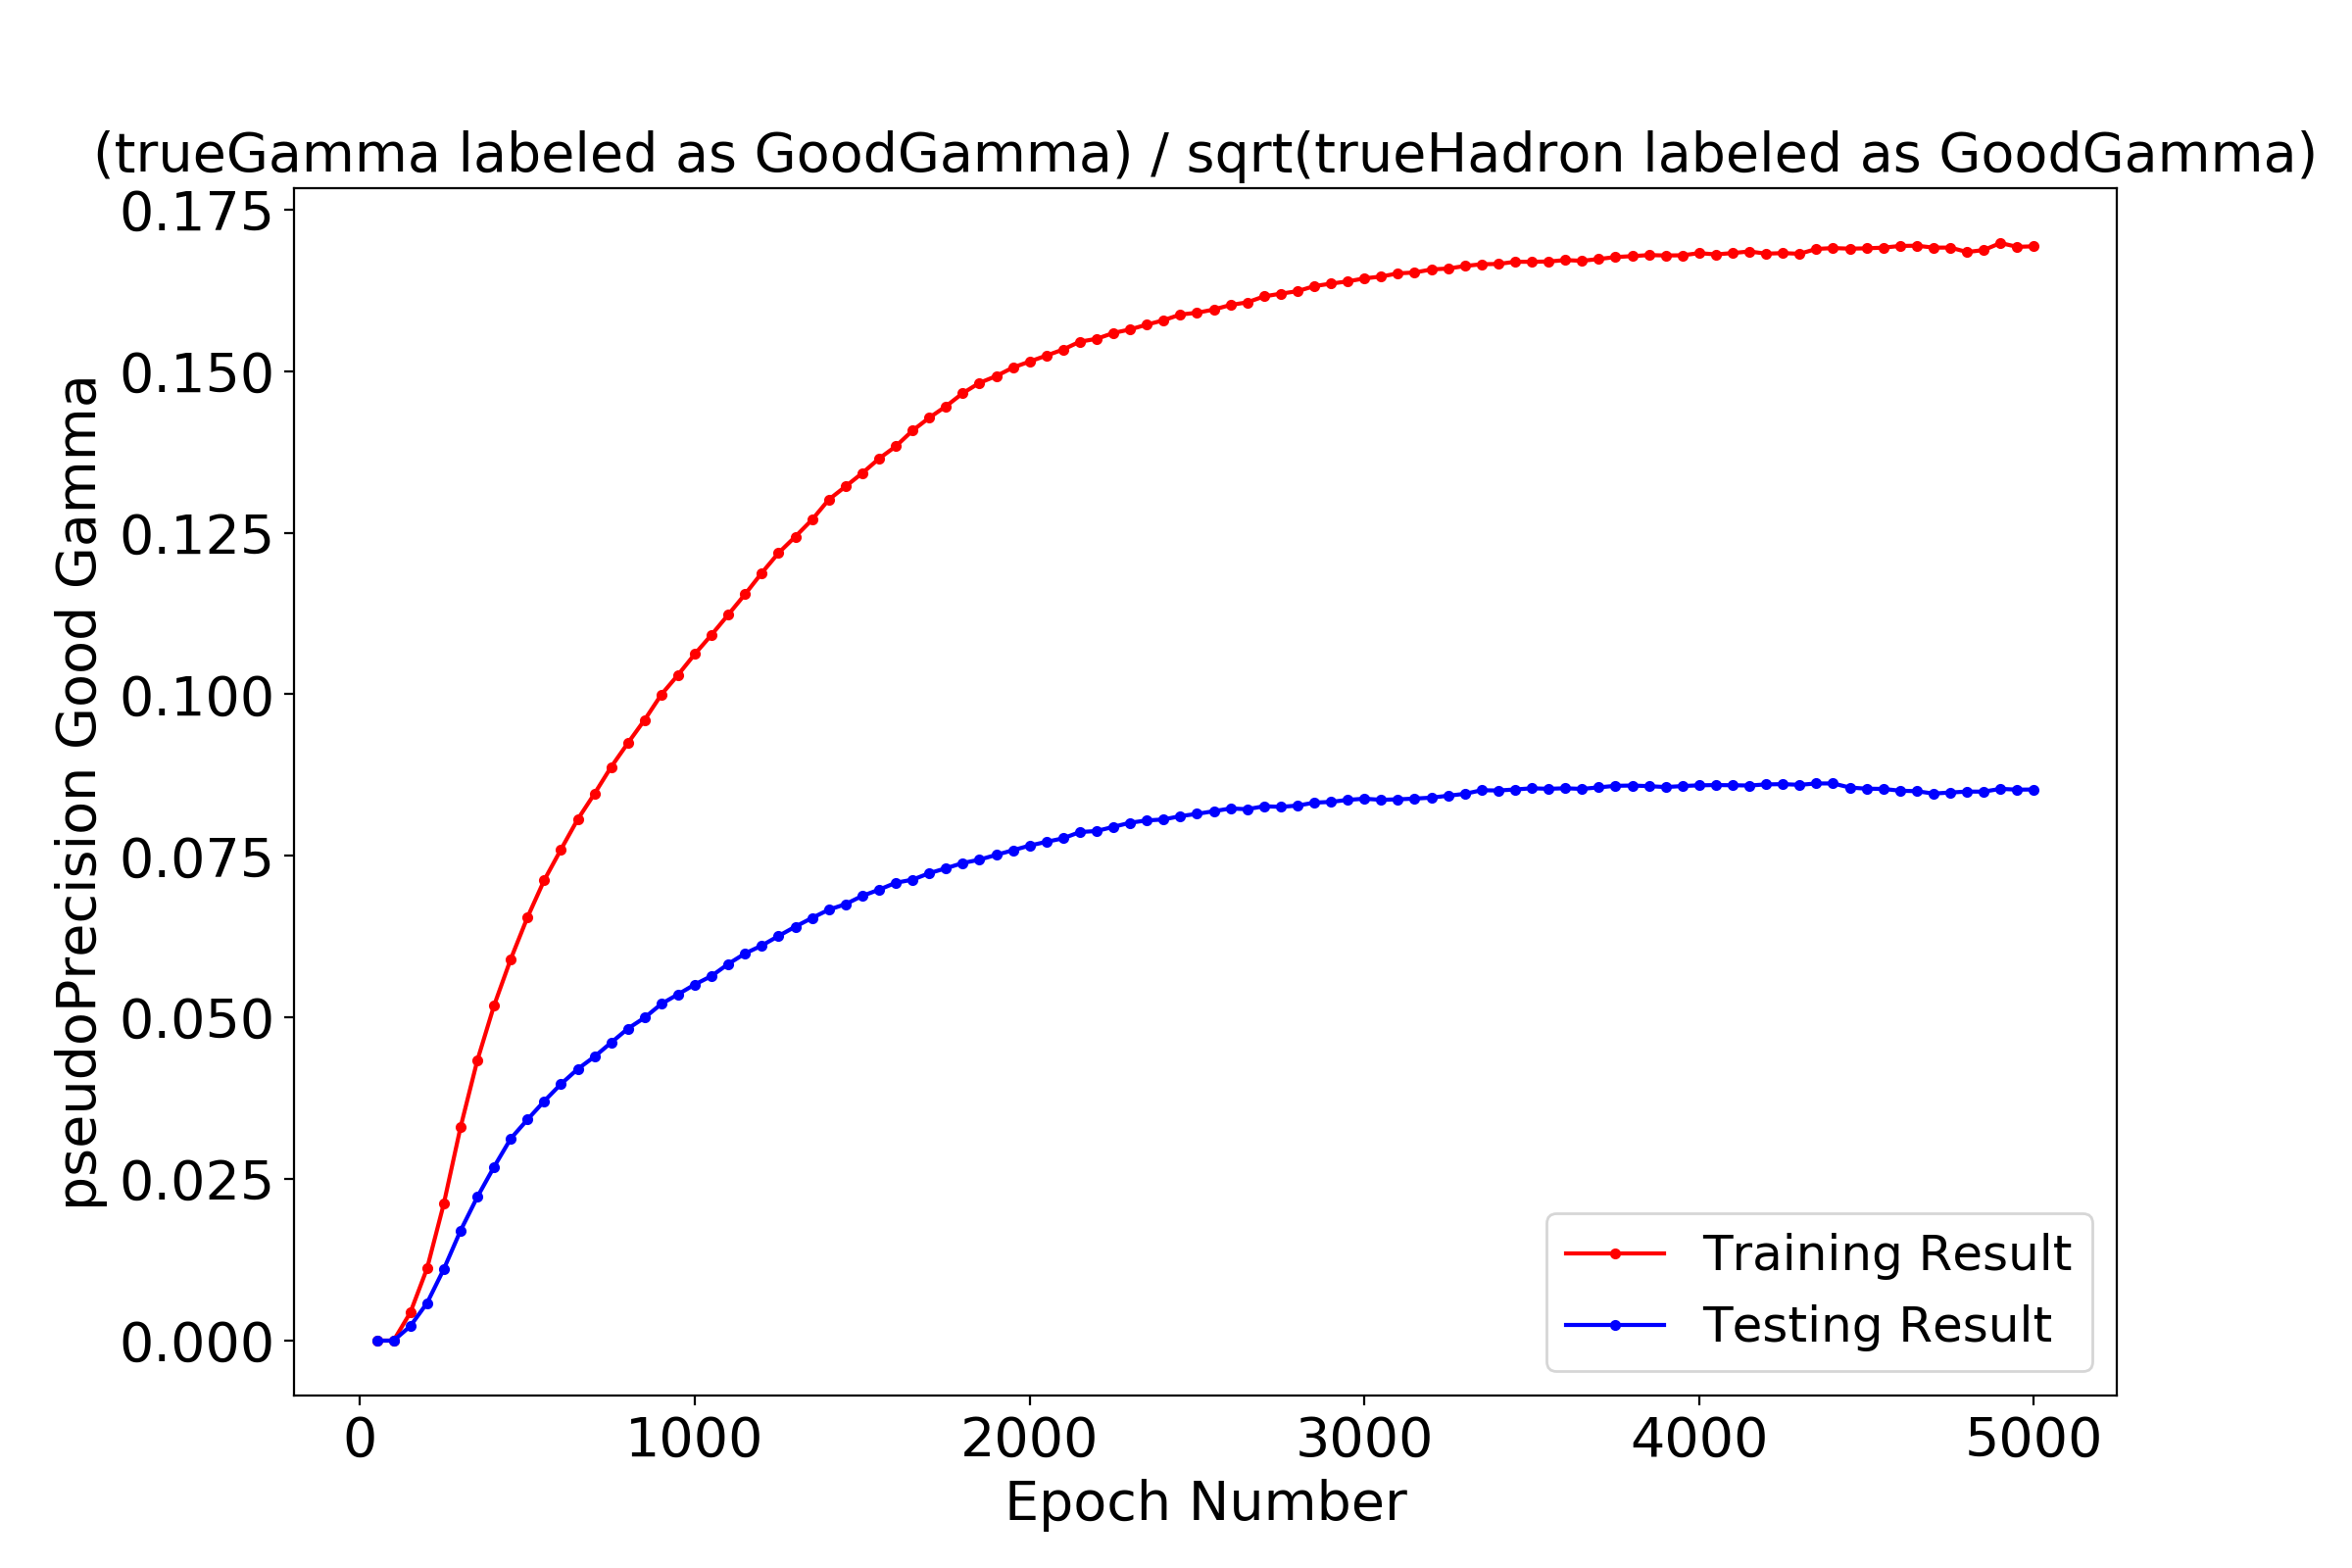 (trueGamma labeled as GoodGamma) / sqrt(trueHadron labeled as GoodGamma)
pseudoPrecision Good Gamma
0.175
0.150
0.125
0.100
0.075
0.050
0.025
0.000
Training Result
Testing Result
0 1000 2000 3000 4000 5000
Epoch Number